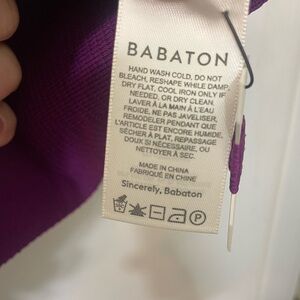 BABATON
HAND WASH COLD, DO NOT
BLEACH, RESHAPE WHILE DAMP,
DRY FLAT, COOL IRON ONLY IF
NEEDED, OR DRY CLEAN.
LAVER À LA MAIN À L'EAU
FROIDE, NE PAS JAVELISER,
REMODELER PENDANT QUE
L'ARTICLE EST ENCORE HUMIDE,
SÉCHER À PLAT, REPASSAGE
DOUX SI NÉCESSAIRE, OU
NETTOYER À SEC.
MADE IN CHINA
FABRIQUÉ EN CHINE
Sincerely, Babaton
P